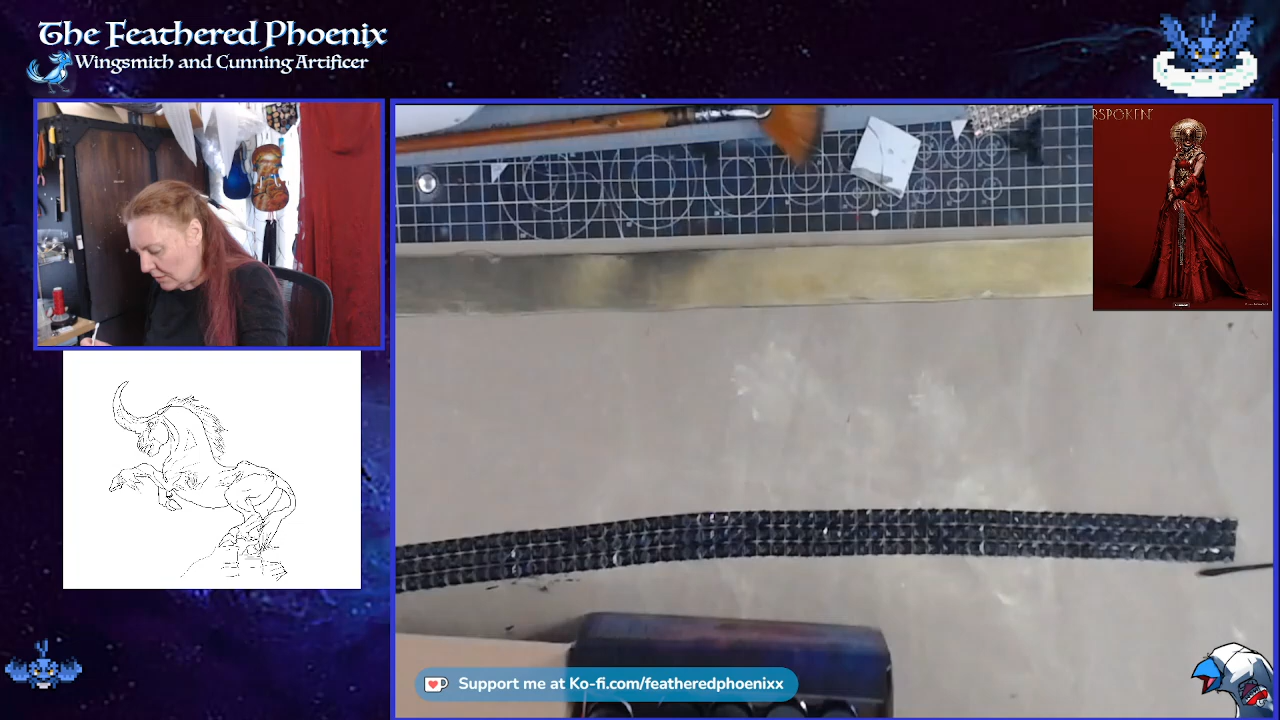 The Feathered Phoenix
Wingsmith and Cunning Artificer
RSPOKEN
Support me at Ko-fi.com/featheredphoenixx